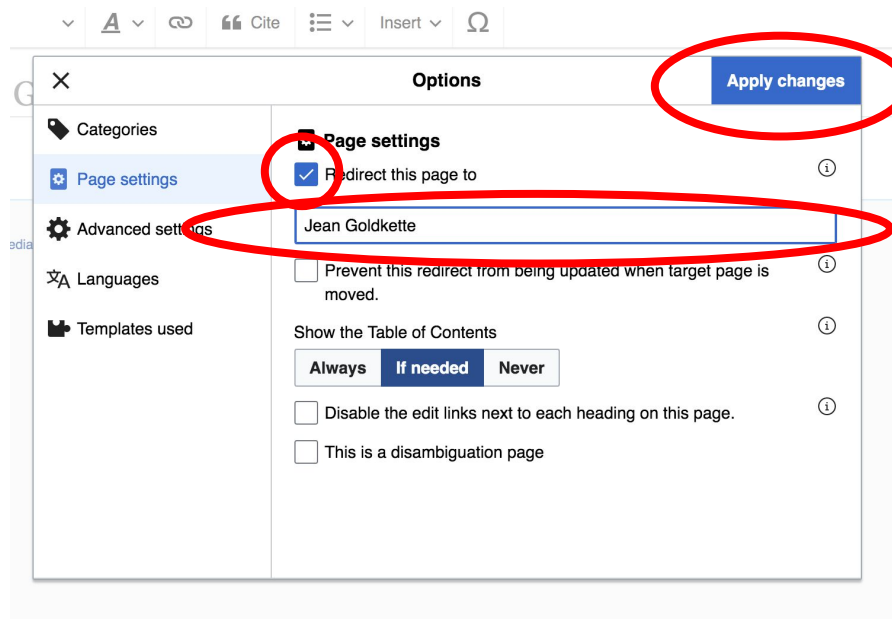 A Cite Insert Ω
G
Options
Apply changes
Categories
Page settings
Advanced settings
Languages
Templates used
Page settings
Redirect this page to
Jean Goldkette
Prevent this redirect from being updated when target page is
moved.
Show the Table of Contents
Always If needed Never
Disable the edit links next to each heading on this page.
This is a disambiguation page
edia